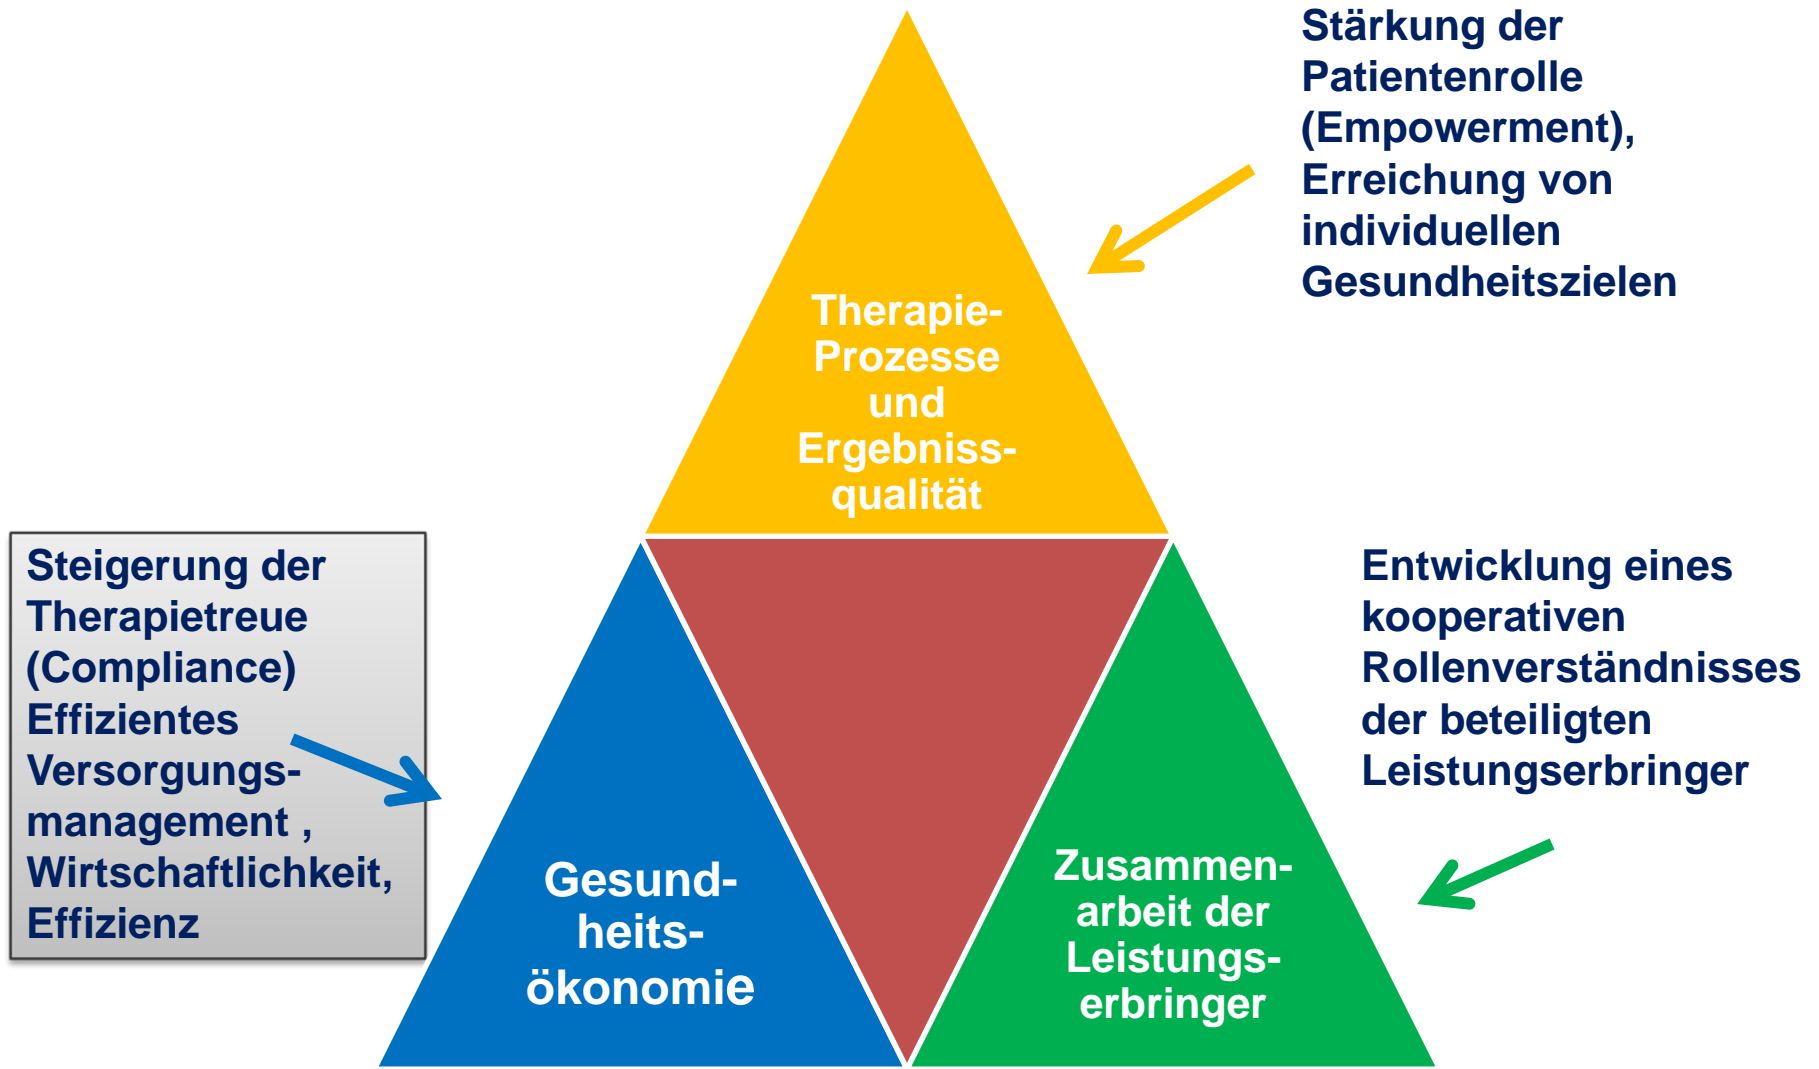 Stärkung der
Patientenrolle
(Empowerment),
Erreichung von
individuellen
Gesundheitszielen
Therapie-
Prozesse
und
Ergebniss-
qualität
Steigerung der
Therapietreue
(Compliance)
Effizientes
Versorgungs-
management ,
Wirtschaftlichkeit,
Effizienz
Entwicklung eines
kooperativen
Rollenverständnisses
der beteiligten
Leistungserbringer
Gesund-
heits-
ökonomie
Zusammen-
arbeit der
Leistungs-
erbringer